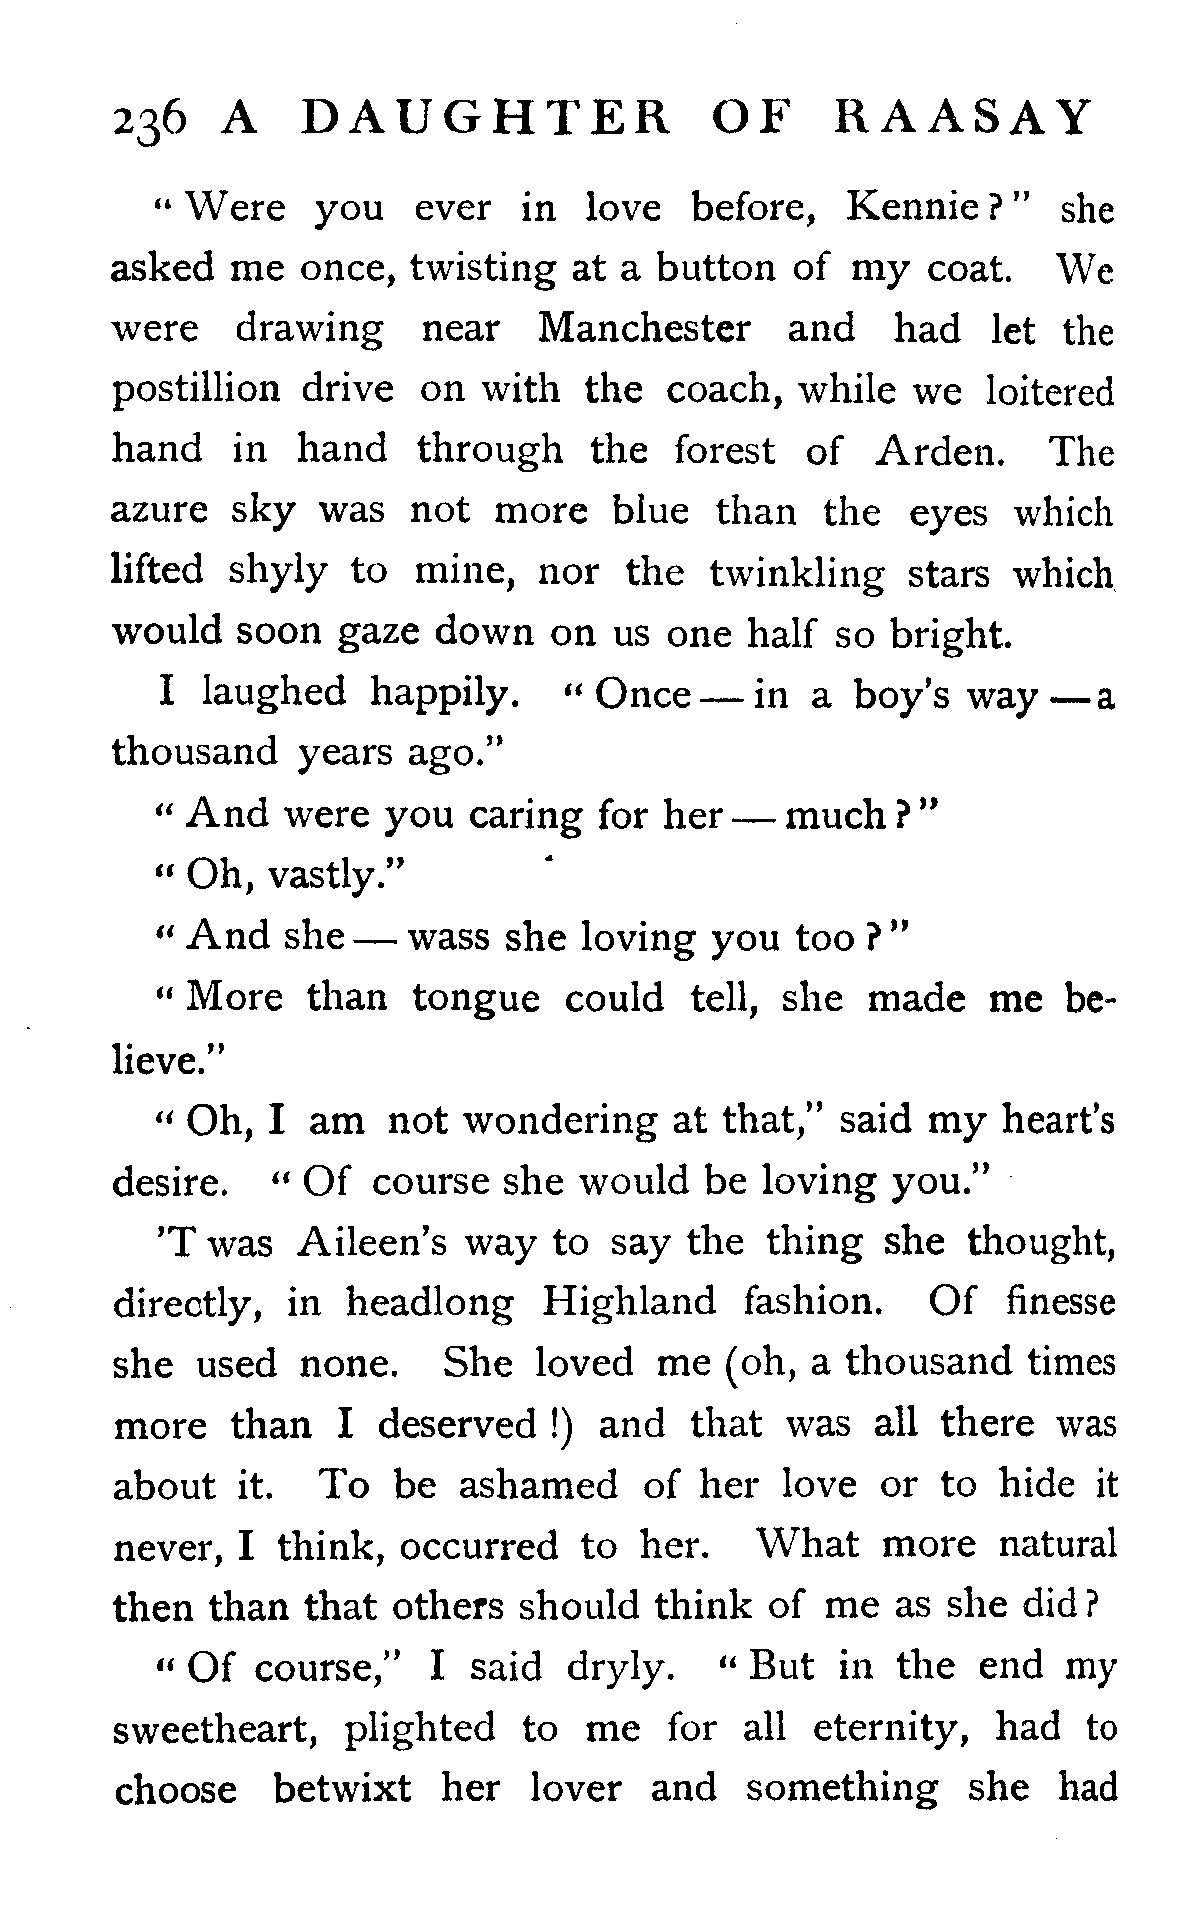 236 A DAUGHTER OF RAASAY
“ Were you ever in love before, Kennie ? ” she
asked me once, twisting at a button of my coat. We
were drawing near Manchester and had let the
postillion drive on with the coach, while we loitered
hand in hand through the forest of Arden. The
azure sky was not more blue than the eyes which
lifted shyly to mine, nor the twinkling stars which
would soon gaze down on us one half so bright.
I laughed happily. “ Once — in a boy’s way — a
thousand years ago.”
“ And were you caring for her — much ? ”
“ Oh, vastly.”
“ And she — wass she loving you too ? ”
“ More than tongue could tell, she made me be-
lieve.”
“ Oh, I am not wondering at that,” said my heart’s
desire. “ Of course she would be loving you.”
’T was Aileen’s way to say the thing she thought,
directly, in headlong Highland fashion. Of finesse
she used none. She loved me (oh, a thousand times
more than I deserved !) and that was all there was
about it. To be ashamed of her love or to hide it
never, I think, occurred to her. What more natural
then than that others should think of me as she did ?
“ Of course,” I said dryly. “ But in the end my
sweetheart, plighted to me for all eternity, had to
choose betwixt her lover and something she had